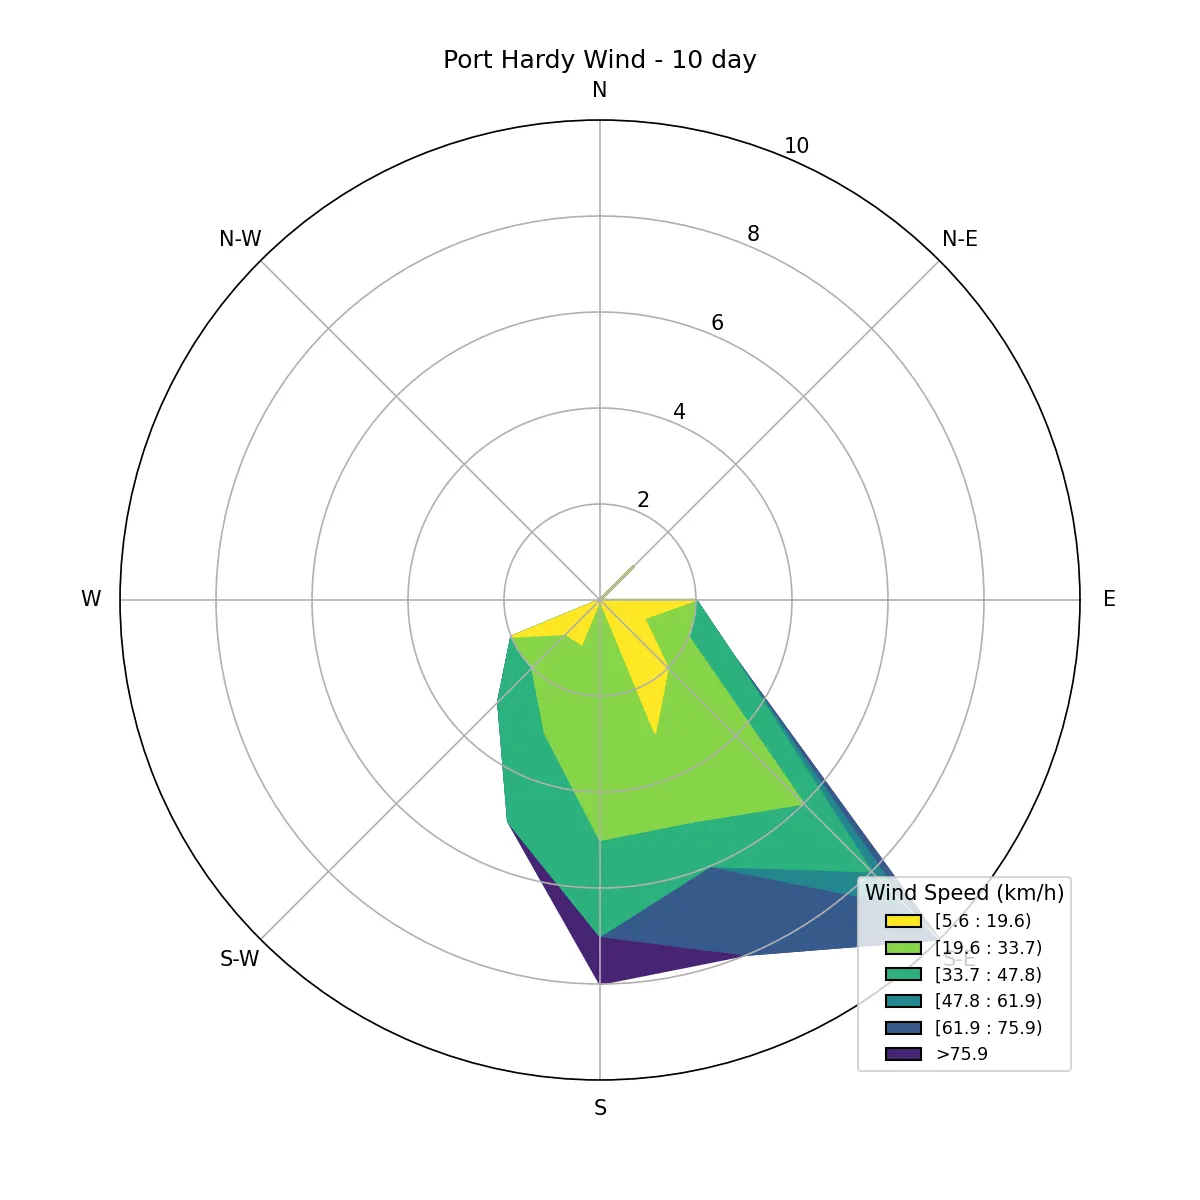 Port Hardy Wind - 10 day
N
10
N-W
8
N-E
6
4
2
W
E
Wind Speed (km/h)
[5.6 : 19.6)
[19.6 : 33.7)
S-W
S-E
[33.7 : 47.8)
[47.8 : 61.9)
[61.9 : 75.9)
>75.9
S